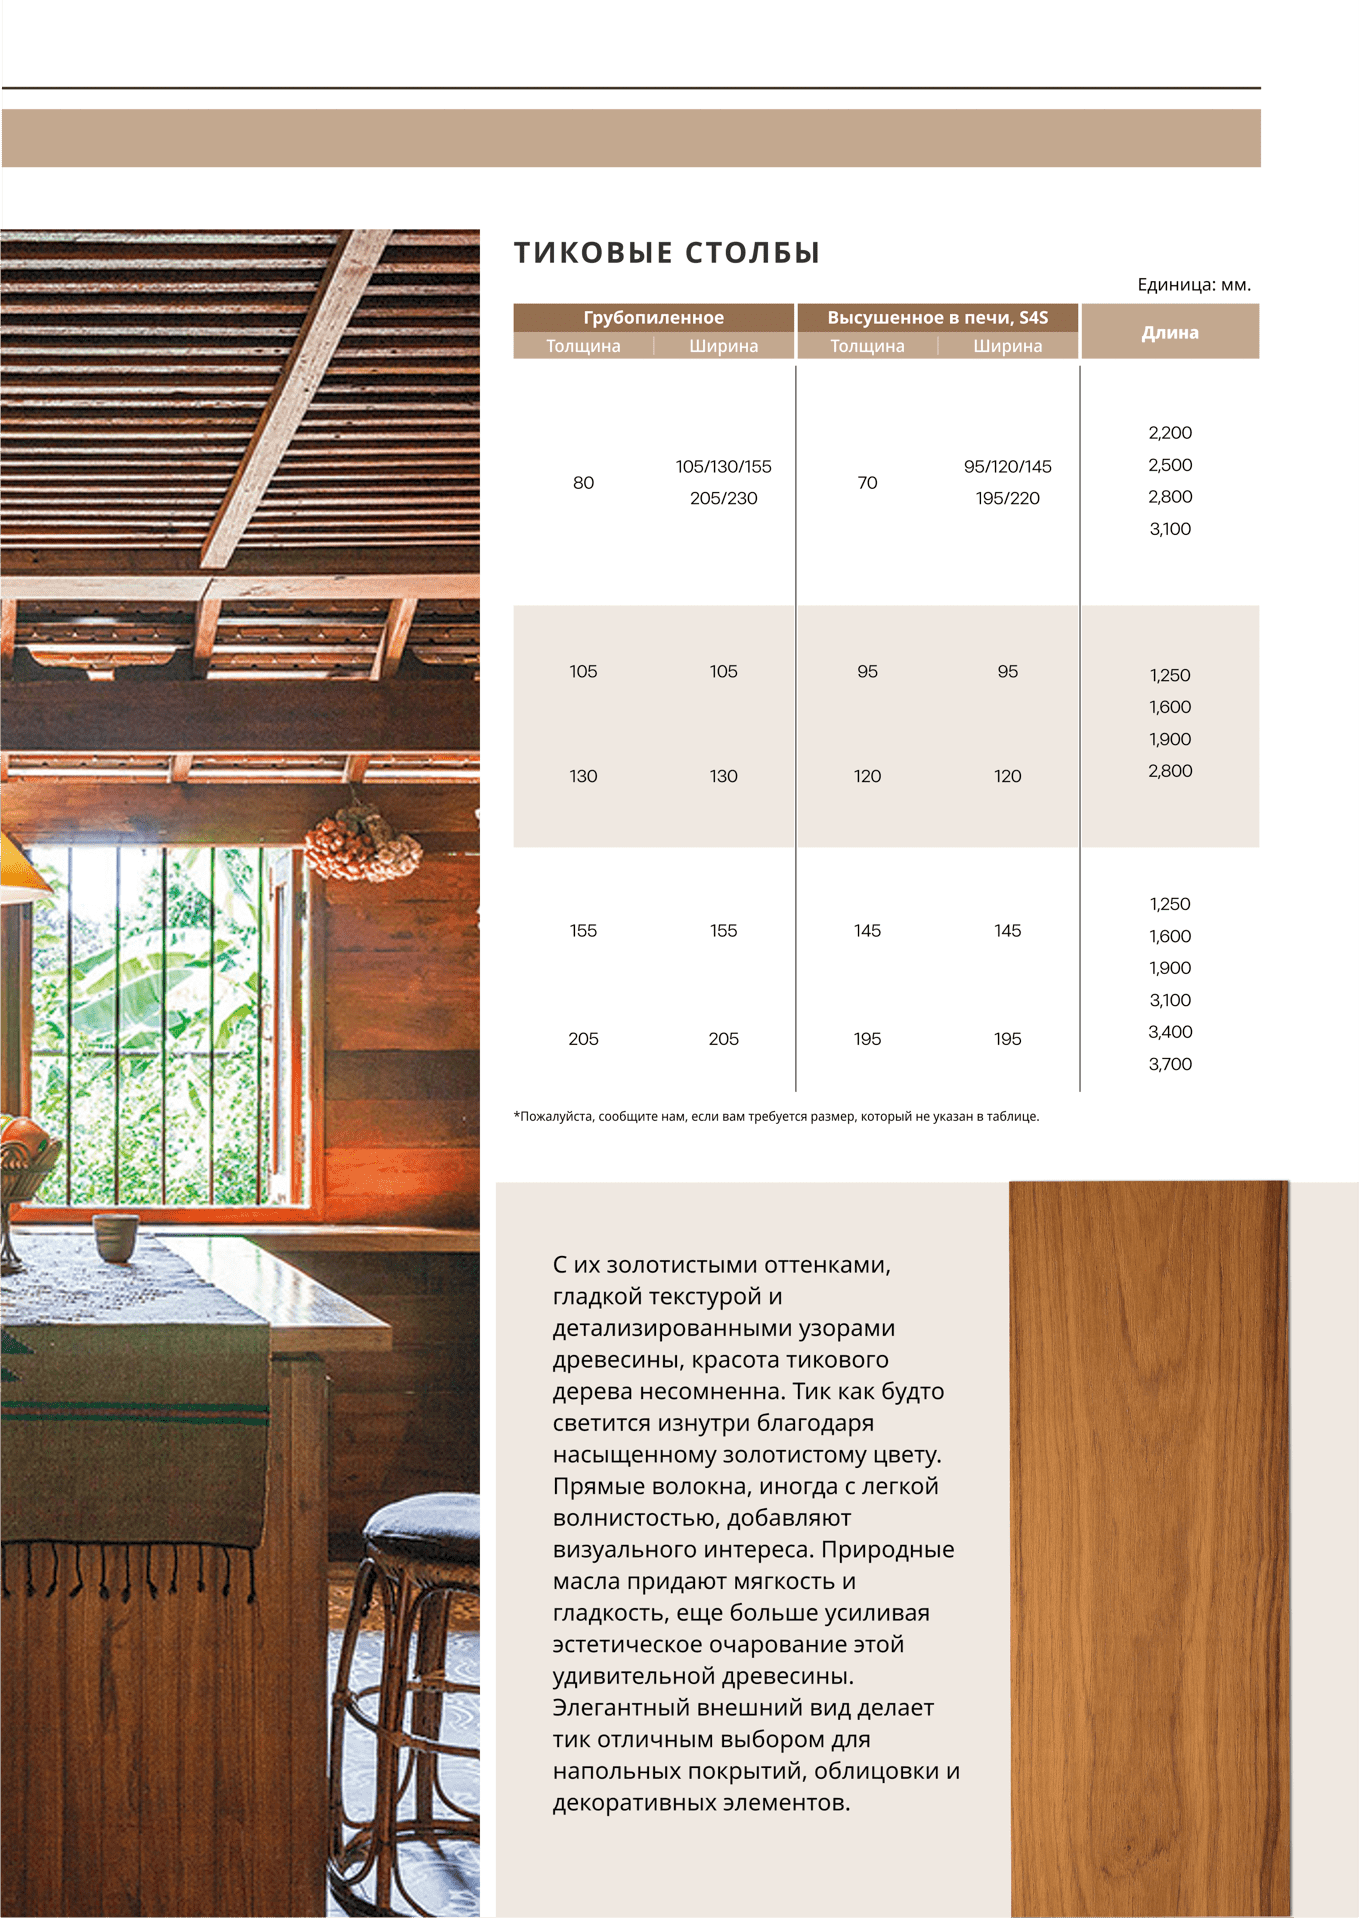 ТИКОВЫЕ СТОЛБЫ
Единица: мм.
Грубопиленное Высушенное в печи, S4S Длина
Толщина Ширина Толщина Ширина
80 105/130/155 70 95/120/145
205/230 195/220
2,200
2,500
2,800
3,100
105 105 95 95
130 130 120 120
1,250
1,600
1,900
2,800
155 155 145 145
205 205 195 195
1,250
1,600
1,900
3,100
3,400
3,700
*Пожалуйста, сообщите нам, если вам требуется размер, который не указан в таблице.
С их золотистыми оттенками,
гладкой текстурой и
детализированными узорами
древесины, красота тикового
дерева несомненна. Тик как будто
светится изнутри благодаря
насыщенному золотистому цвету.
Прямые волокна, иногда с легкой
волнистостью, добавляют
визуального интереса. Природные
масла придают мягкость и
гладкость, еще больше усиливая
эстетическое очарование этой
удивительной древесины.
Элегантный внешний вид делает
тик отличным выбором для
напольных покрытий, облицовки и
декоративных элементов.